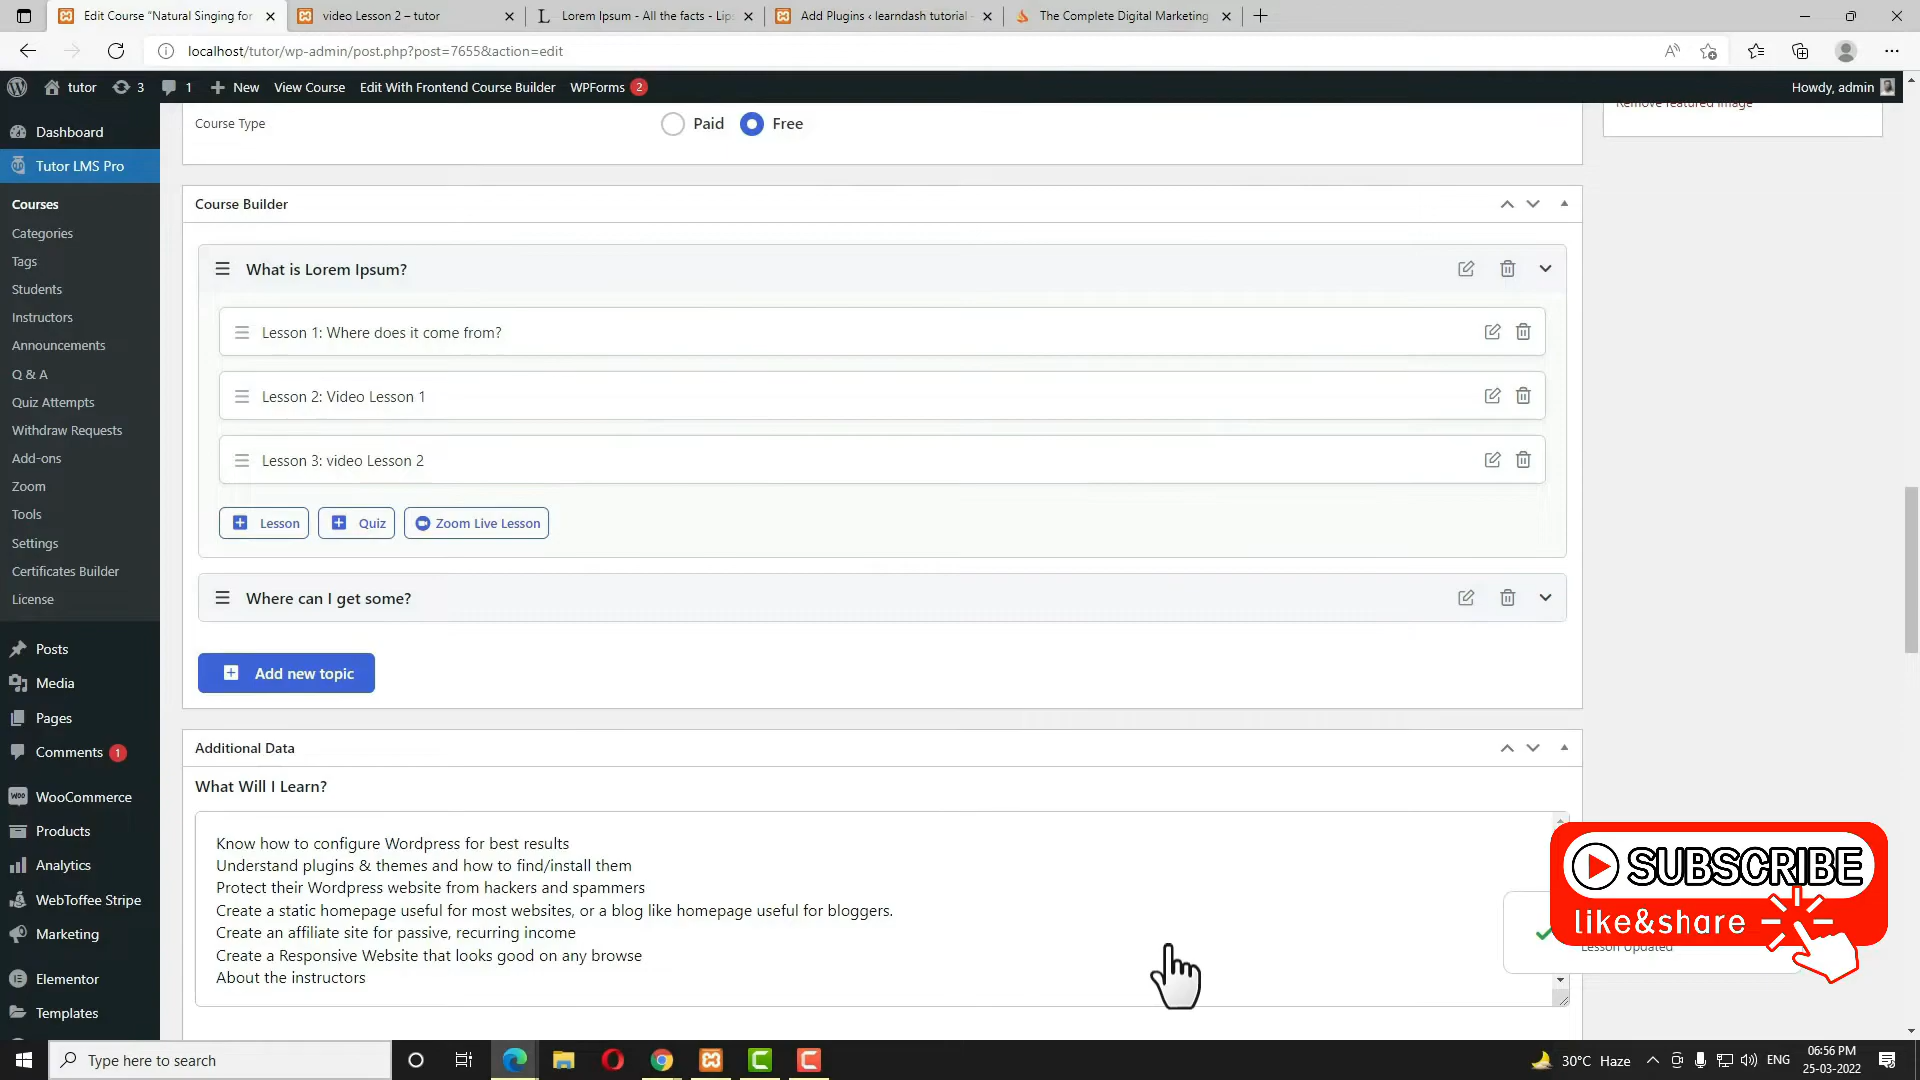 Edit Course "Natural Singing for
video Lesson 2 – tutor
Lorem Ipsum - All the facts - Lip
Add Plugins ‹ learndash tutorial
The Complete Digital Marketing
localhost/tutor/wp-admin/post.php?post=7655&action=edit
tutor
3
1
New
View Course
Edit With Frontend Course Builder
WPForms 2
Howdy, admin
Remove featured image
Dashboard
Tutor LMS Pro
Courses
Categories
Tags
Students
Instructors
Announcements
Q & A
Quiz Attempts
Withdraw Requests
Add-ons
Zoom
Tools
Settings
Certificates Builder
License
Posts
Media
Pages
Comments 1
WooCommerce
Products
Analytics
WebToffee Stripe
Marketing
Elementor
Templates
Course Type
Paid
Free
Course Builder
What is Lorem Ipsum?
Lesson 1: Where does it come from?
Lesson 2: Video Lesson 1
Lesson 3: video Lesson 2
Lesson
Quiz
Zoom Live Lesson
Where can I get some?
Add new topic
Additional Data
What Will I Learn?
Know how to configure Wordpress for best results
Understand plugins & themes and how to find/install them
Protect their Wordpress website from hackers and spammers
Create a static homepage useful for most websites, or a blog like homepage useful for bloggers.
Create an affiliate site for passive, recurring income
Create a Responsive Website that looks good on any browse
About the instructors
SUBSCRIBE
like&share
Lesson Updated
Type here to search
30°C Haze
ENG
06:56 PM
25-03-2022